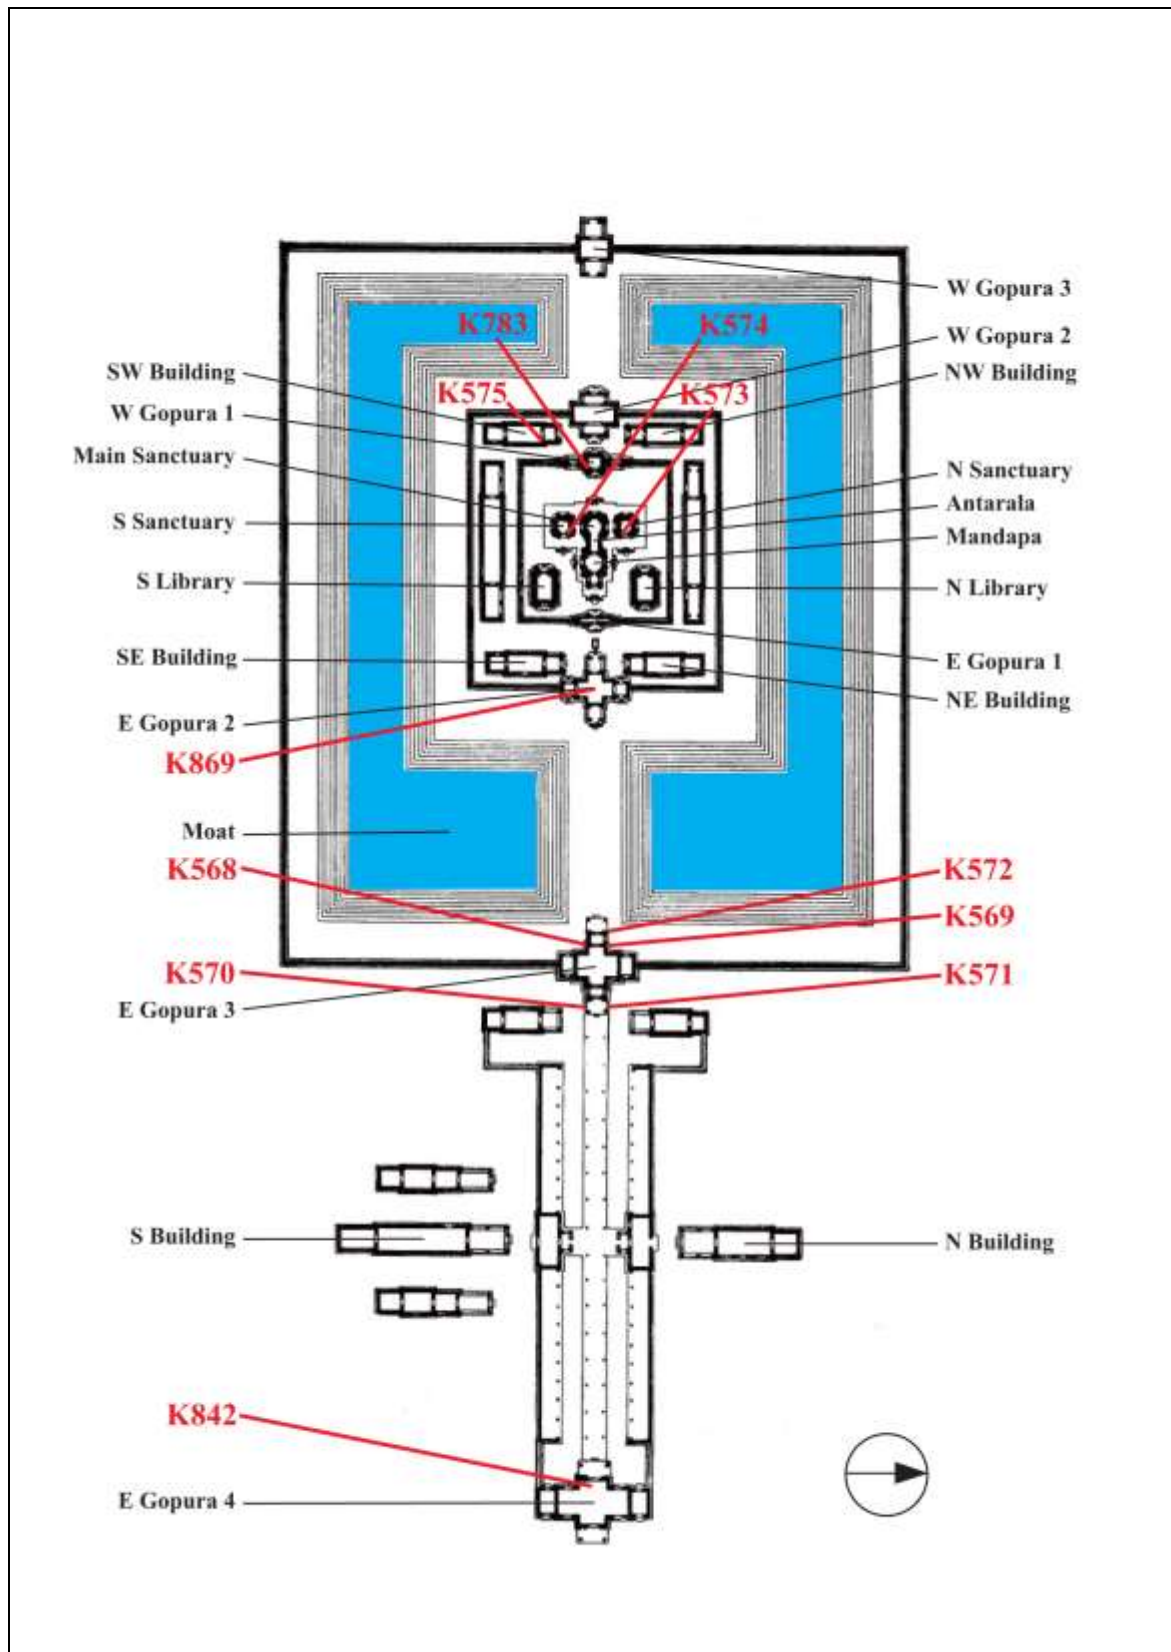 W Gopura 3
K783
K574
W Gopura 2
SW Building
NW Building
K575
K573
W Gopura 1
Main Sanctuary
N Sanctuary
Antarala
S Sanctuary
Mandapa
S Library
N Library
SE Building
E Gopura 1
NE Building
E Gopura 2
K869
Moat
K568
K572
K569
K570
K571
E Gopura 3
S Building
N Building
K842
E Gopura 4